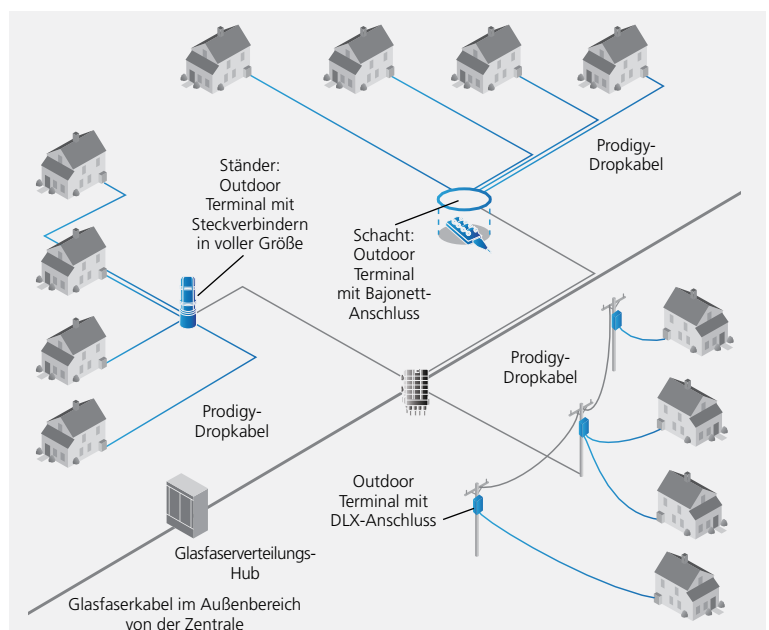 Prodigy-
Dropkabel
Ständer:
Outdoor
Terminal mit
Steckverbindern
in voller Größe
Schacht:
Outdoor
Terminal
mit Bajonett-
Anschluss
Prodigy-
Dropkabel
Prodigy-
Dropkabel
Outdoor
Terminal mit
DLX-Anschluss
Glasfaserverteilungs-
Hub
Glasfaserkabel im Außenbereich
von der Zentrale